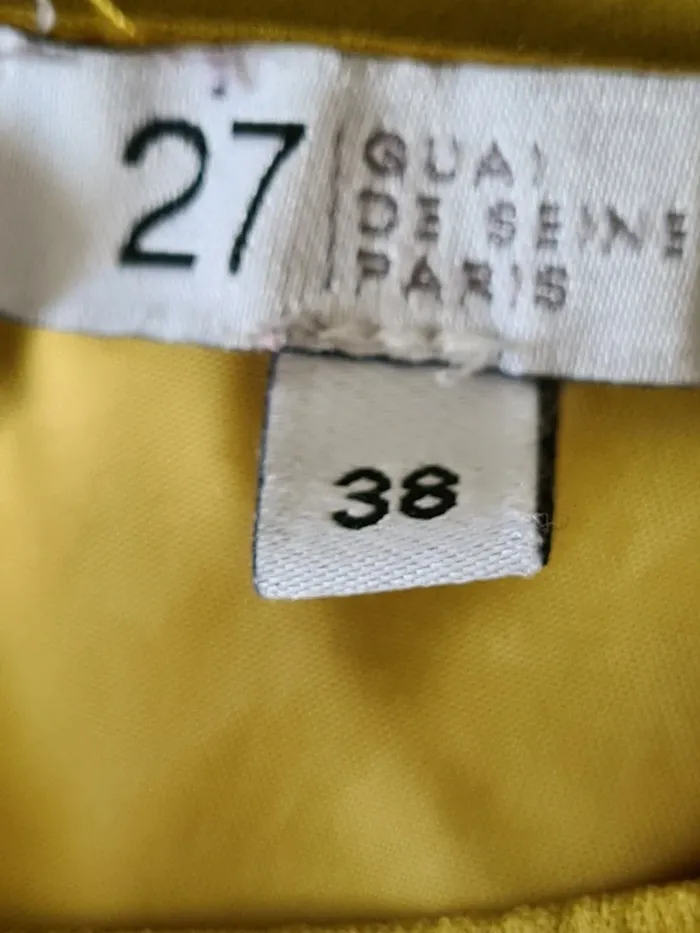 27
QUAI
DE SEINE
PARIS
38